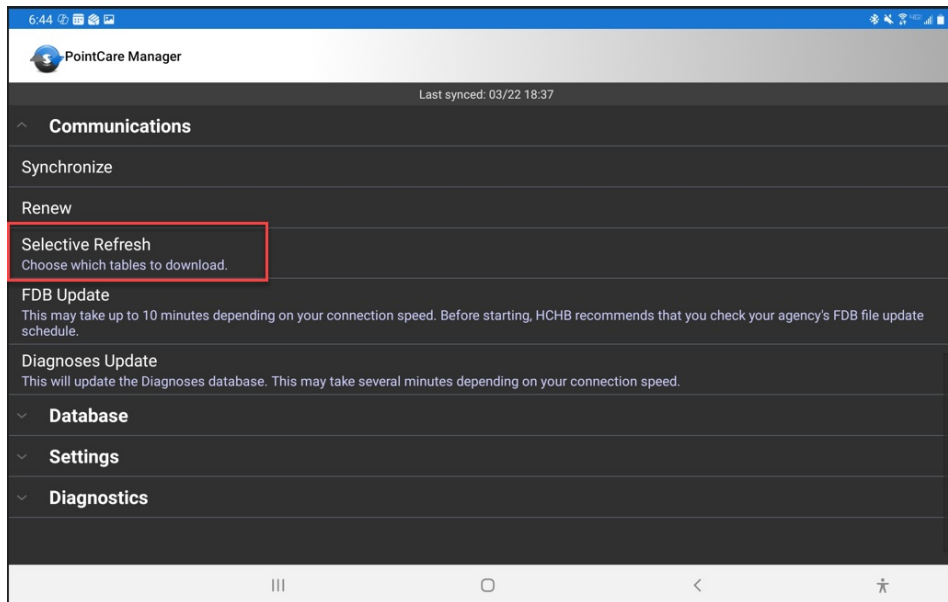 6:44
PointCare Manager
Last synced: 03/22 18:37
Communications
Synchronize
Renew
Selective Refresh
Choose which tables to download.
FDB Update
This may take up to 10 minutes depending on your connection speed. Before starting, HCHB recommends that you check your agency's FDB file update
schedule.
Diagnoses Update
This will update the Diagnoses database. This may take several minutes depending on your connection speed.
Database
Settings
Diagnostics